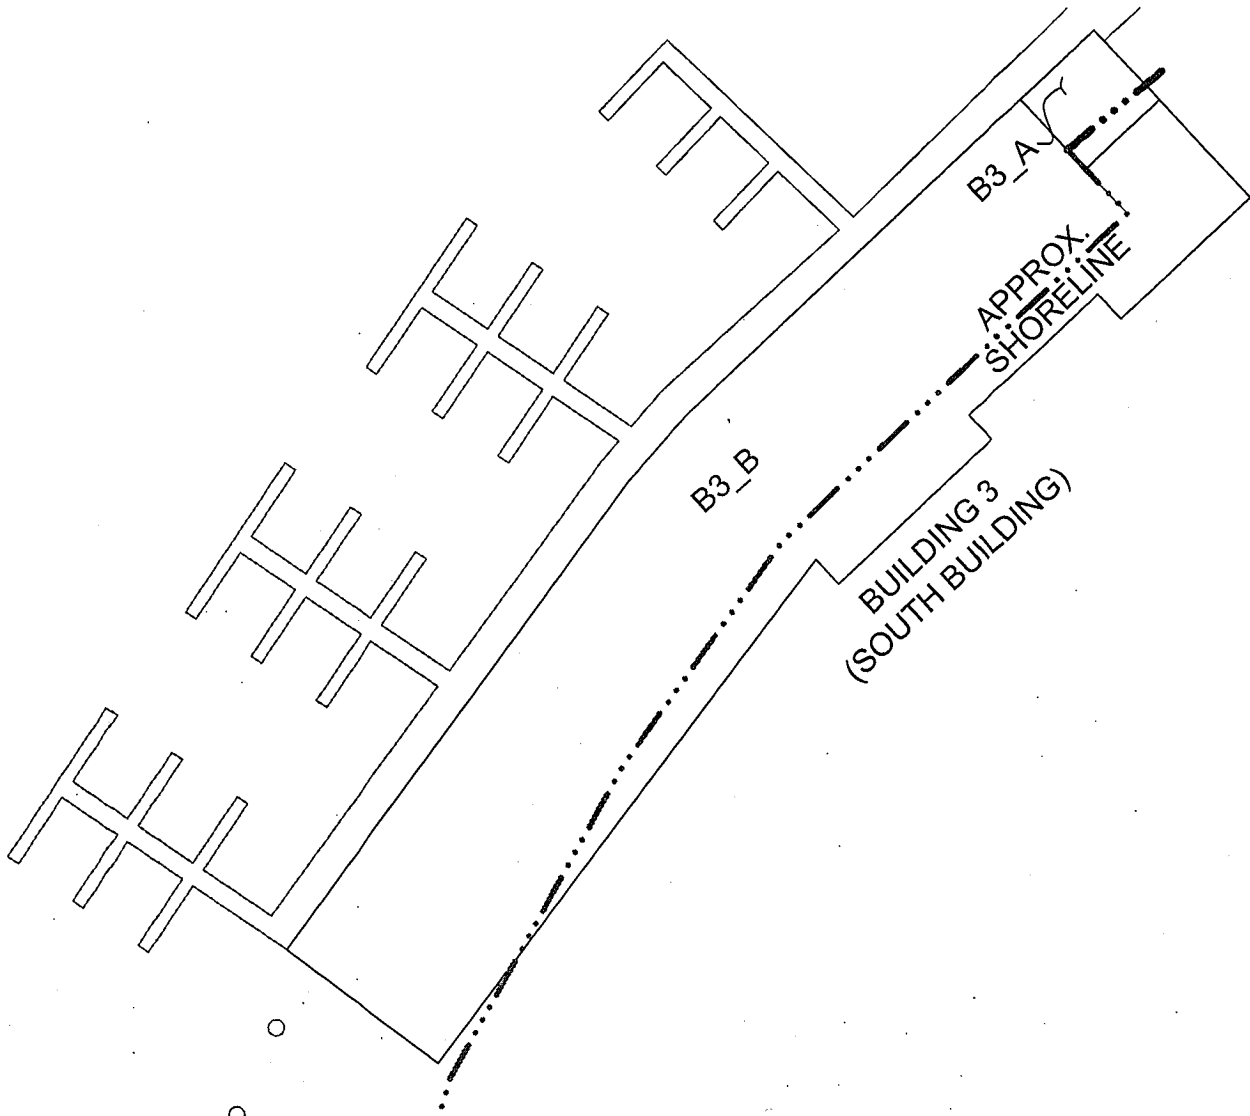 B3_A
APPROX.
SHORELINE
B3_B
BUILDING 3
(SOUTH BUILDING)